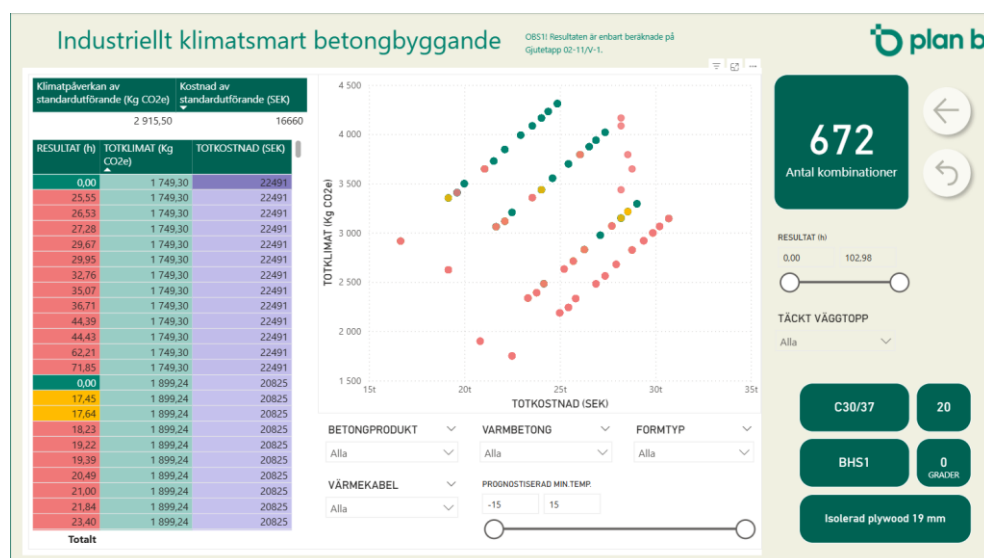 Industriellt klimatsmart betongbyggande
OBS1! Resultaten är enbart beräknade på
Gjutetapp 02-11/V-1.
plan b
Klimatpåverkan av
standardutförande (Kg CO2e)
Kostnad av
standardutförande (SEK)
2 915,50 16660
RESULTAT (h) TOTKLIMAT (Kg CO2e) TOTKOSTNAD (SEK)
0,00 1 749,30 22491
25,55 1 749,30 22491
26,53 1 749,30 22491
27,28 1 749,30 22491
29,67 1 749,30 22491
29,95 1 749,30 22491
32,76 1 749,30 22491
35,07 1 749,30 22491
36,71 1 749,30 22491
44,39 1 749,30 22491
44,43 1 749,30 22491
62,21 1 749,30 22491
71,85 1 749,30 22491
0,00 1 899,24 20825
17,45 1 899,24 20825
17,64 1 899,24 20825
18,23 1 899,24 20825
19,22 1 899,24 20825
19,39 1 899,24 20825
20,49 1 899,24 20825
21,00 1 899,24 20825
21,84 1 899,24 20825
23,40 1 899,24 20825
Totalt
TOTKLIMAT (Kg CO2e)
4 500
4 000
3 500
3 000
2 500
2 000
1 500
15t 20t 25t 30t 35t
TOTKOSTNAD (SEK)
BETONGPRODUKT
Alla
VARMBETONG
Alla
FORMTYP
Alla
VÄRMEKABEL
Alla
PROGNOSTISERAD MIN.TEMP.
-15 15
672
Antal kombinationer
RESULTAT (h)
0.00 102.98
TÄCKT VÄGGTOPP
Alla
C30/37
20
BHS1
0
GRADER
Isolerad plywood 19 mm